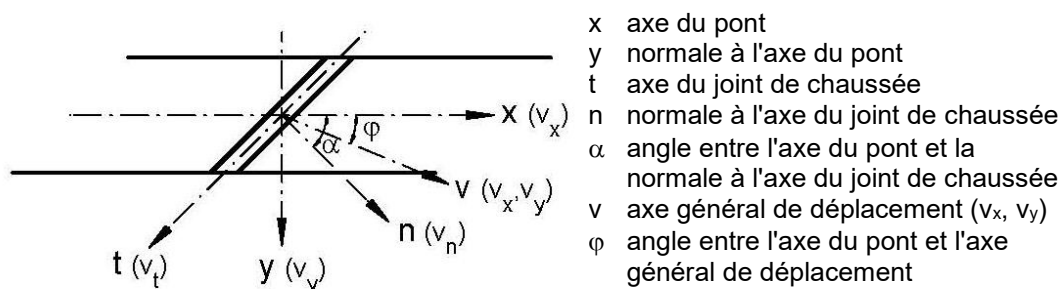 x (vx)
φ
α
v (vx,vy)
n (vn)
t (vt)
y (vy)
x axe du pont
y normale à l'axe du pont
t axe du joint de chaussée
n normale à l'axe du joint de chaussée
α angle entre l'axe du pont et la
normale à l'axe du joint de chaussée
v axe général de déplacement (vx, vy)
φ angle entre l'axe du pont et l'axe
général de déplacement